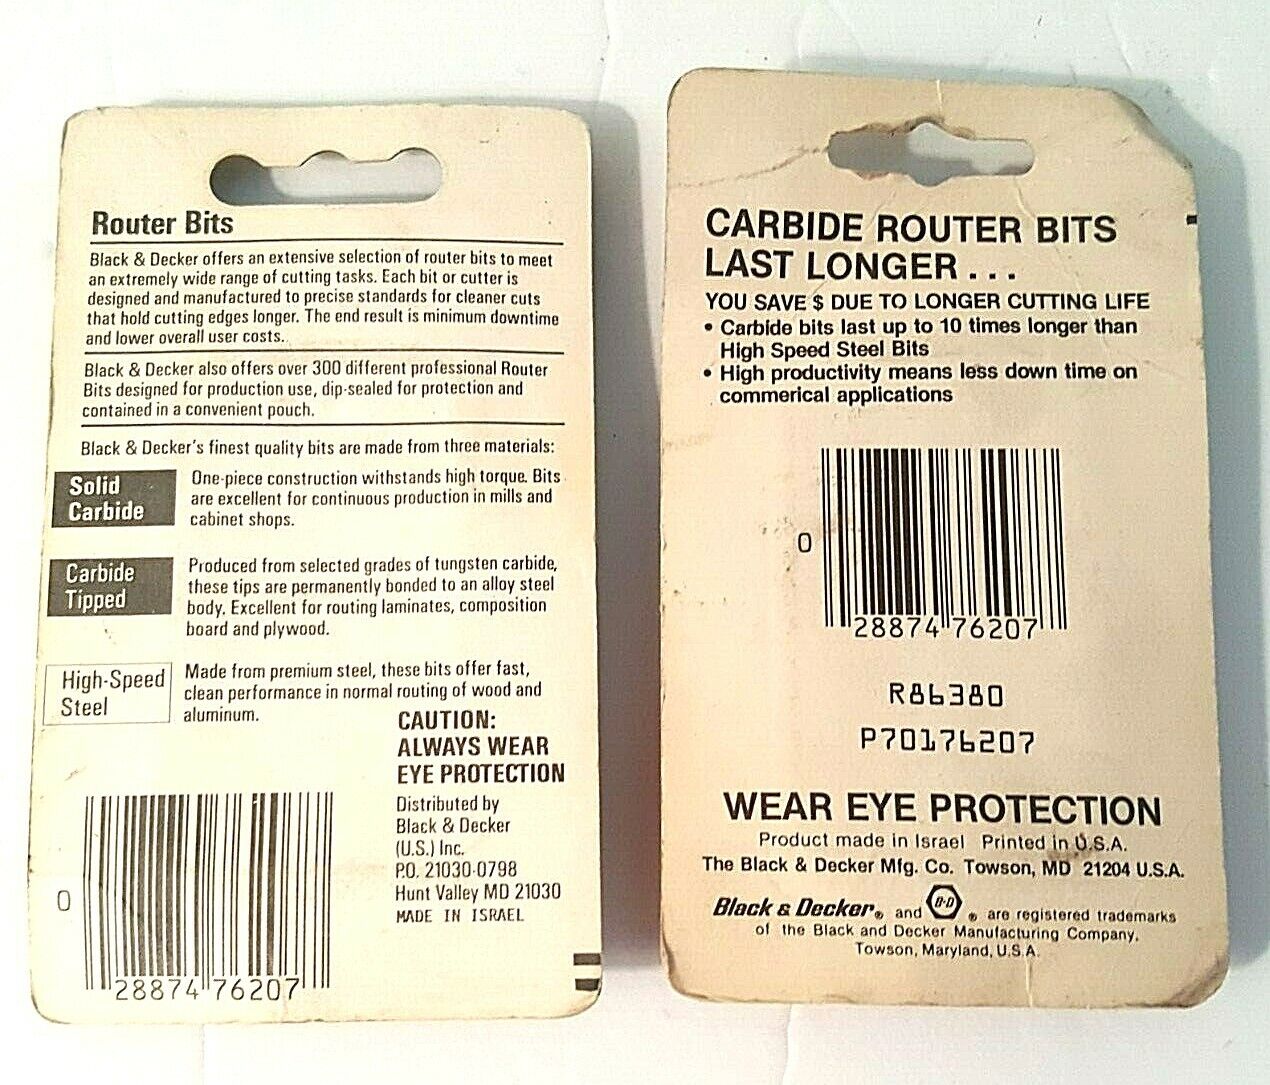 Router Bits
Black & Decker offers an extensive selection of router bits to meet
an extremely wide range of cutting tasks. Each bit or cutter is
designed and manufactured to precise standards for cleaner cuts
that hold cutting edges longer. The end result is minimum downtime
and lower overall user costs.
Black & Decker also offers over 300 different professional Router
Bits designed for production use, dip-sealed for protection and
contained in a convenient pouch.
Black & Decker's finest quality bits are made from three materials:
Solid
Carbide
One-piece construction withstands high torque. Bits
are excellent for continuous production in mills and
cabinet shops.
Carbide
Tipped
Produced from selected grades of tungsten carbide,
these tips are permanently bonded to an alloy steel
body. Excellent for routing laminates, composition
board and plywood.
High-Speed
Steel
Made from premium steel, these bits offer fast,
clean performance in normal routing of wood and
aluminum.
CAUTION:
ALWAYS WEAR
EYE PROTECTION
Distributed by
Black & Decker
(U.S.) Inc.
P.O. 21030-0798
Hunt Valley MD 21030
MADE IN ISRAEL
0 28874 76207
CARBIDE ROUTER BITS
LAST LONGER . . .
YOU SAVE $ DUE TO LONGER CUTTING LIFE
• Carbide bits last up to 10 times longer than
High Speed Steel Bits
• High productivity means less down time on
commerical applications
0 28874 76207
R86380
P70176207
WEAR EYE PROTECTION
Product made in Israel Printed in U.S.A.
The Black & Decker Mfg. Co. Towson, MD 21204 U.S.A.
Black & Decker® and B-D ® are registered trademarks
of the Black and Decker Manufacturing Company,
Towson, Maryland, U.S.A.